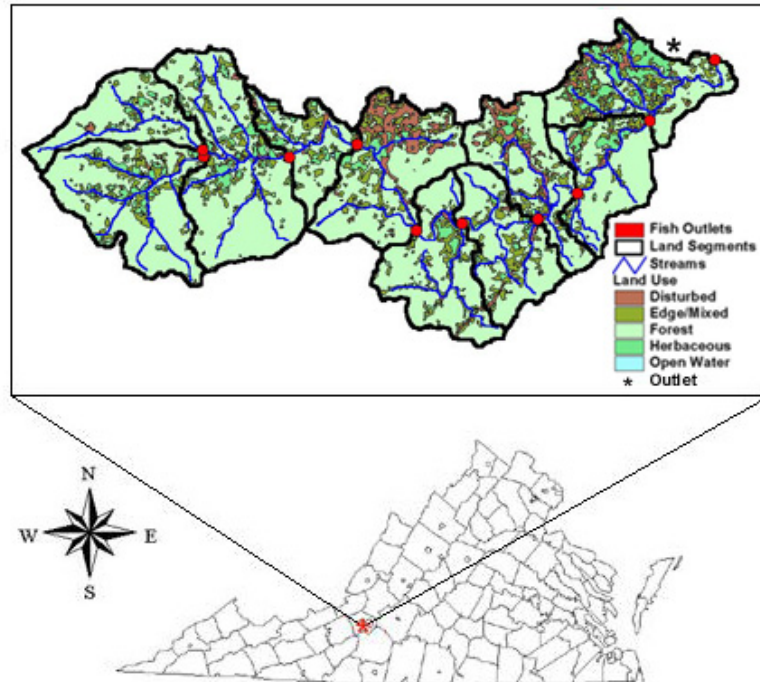 *
Fish Outlets
Land Segments
Streams
Land Use
Disturbed
Edge/Mixed
Forest
Herbaceous
Open Water
* Outlet
N
W E
S
*